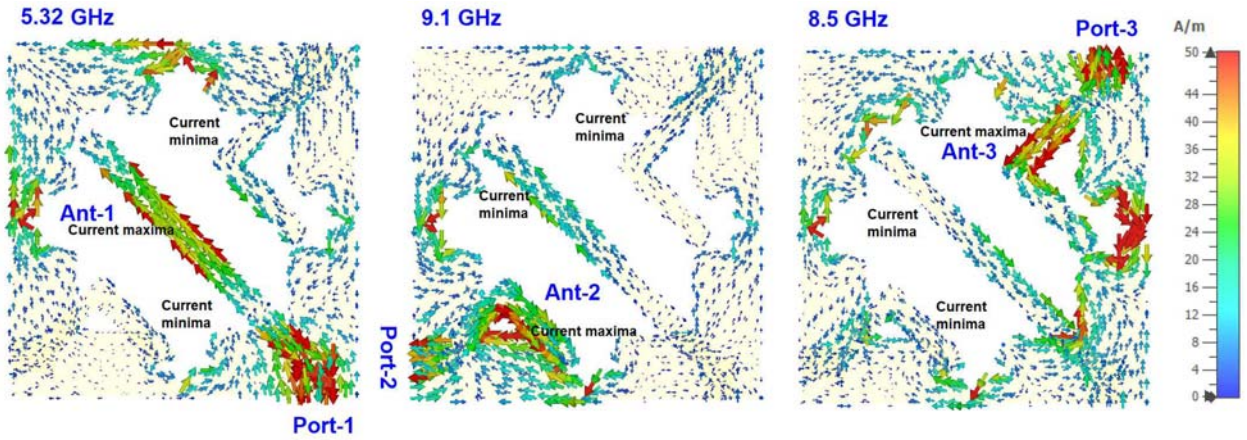 5.32 GHz
Current
minima
Ant-1
Current maxima
Current
minima
Port-1
9.1 GHz
Current
minima
Current
minima
Ant-2
Current maxima
Port-2
8.5 GHz
Port-3
Current maxima
Ant-3
Current
minima
Current
minima
A/m
50
44
40
36
32
28
24
20
16
12
8
4
0